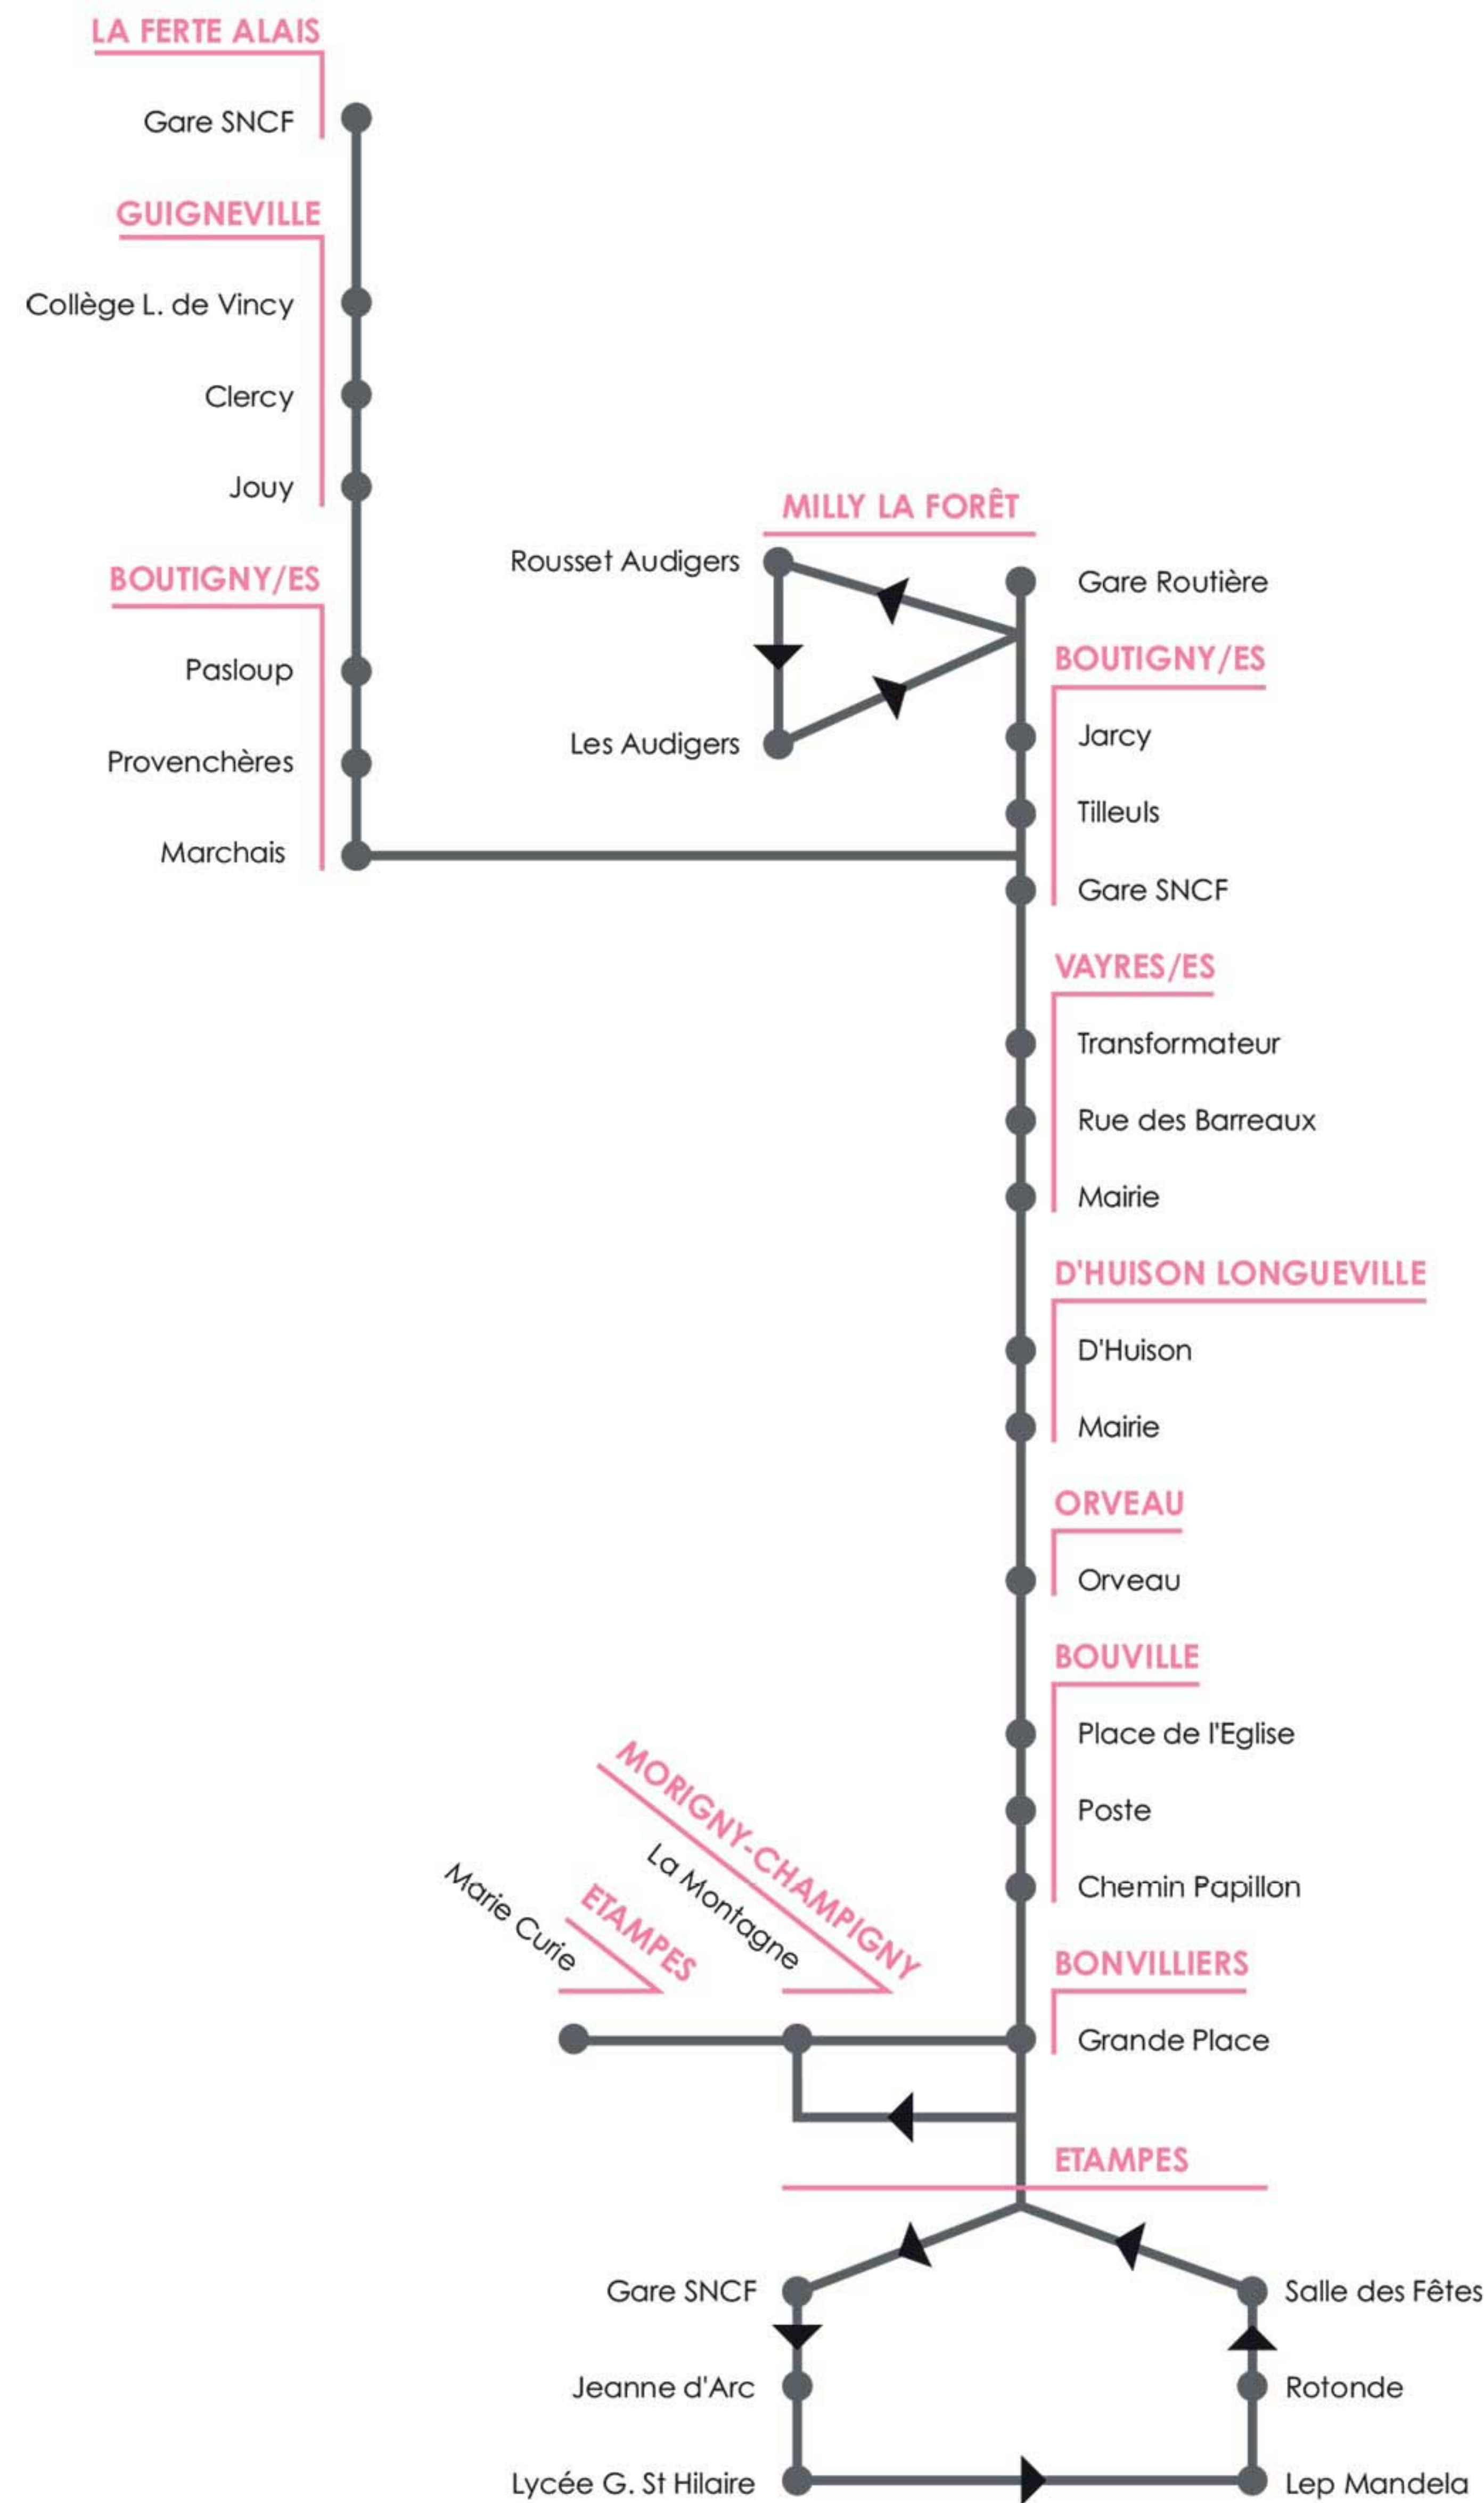 LA FERTE ALAIS
Gare SNCF
GUIGNEVILLE
Collège L. de Vincy
Clercy
Jouy
BOUTIGNY/ES
Pasloup
Provenchères
Marchais
MILLY LA FORÊT
Rousset Audigers
Les Audigers
Gare Routière
BOUTIGNY/ES
Jarcy
Tilleuls
Gare SNCF
VAYRES/ES
Transformateur
Rue des Barreaux
Mairie
D'HUISON LONGUEVILLE
D'Huison
Mairie
ORVEAU
Orveau
BOUVILLE
Place de l'Eglise
Poste
Chemin Papillon
BONVILLIERS
Grande Place
MORIGNY-CHAMPIGNY
La Montagne
ETAMPES
Marie Curie
ETAMPES
Gare SNCF
Jeanne d'Arc
Lycée G. St Hilaire
Salle des Fêtes
Rotonde
Lep Mandela